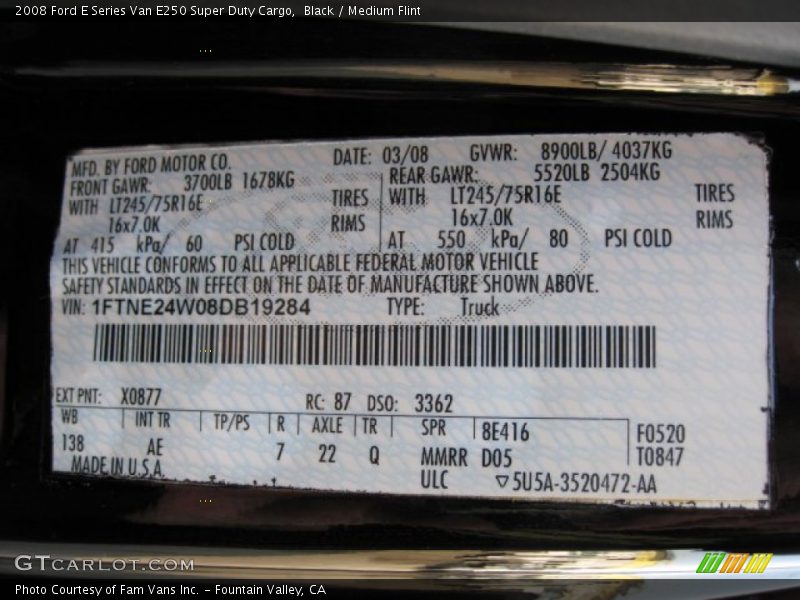 2008 Ford E Series Van E250 Super Duty Cargo,  Black / Medium Flint
MFD. BY FORD MOTOR CO. DATE: 03/08 GVWR: 8900LB/ 4037KG
FRONT GAWR: 3700LB 1678KG REAR GAWR: 5520LB 2504KG
WITH LT245/75R16E TIRES WITH LT245/75R16E TIRES
16x7.0K RIMS 16x7.0K RIMS
AT 415 kPa/ 60 PSI COLD AT 550 kPa/ 80 PSI COLD
THIS VEHICLE CONFORMS TO ALL APPLICABLE FEDERAL MOTOR VEHICLE
SAFETY STANDARDS IN EFFECT ON THE DATE OF MANUFACTURE SHOWN ABOVE.
VIN: 1FTNE24W08DB19284 TYPE: Truck
EXT PNT: X0877 RC: 87 DSO: 3362
WB INT TR TP/PS R AXLE TR SPR 8E416 F0520
138 AE 7 22 Q MMRR D05 T0847
MADE IN U.S.A. ULC ▽5U5A-3520472-AA
GTCARLOT.COM
Photo Courtesy of Fam Vans Inc. – Fountain Valley, CA